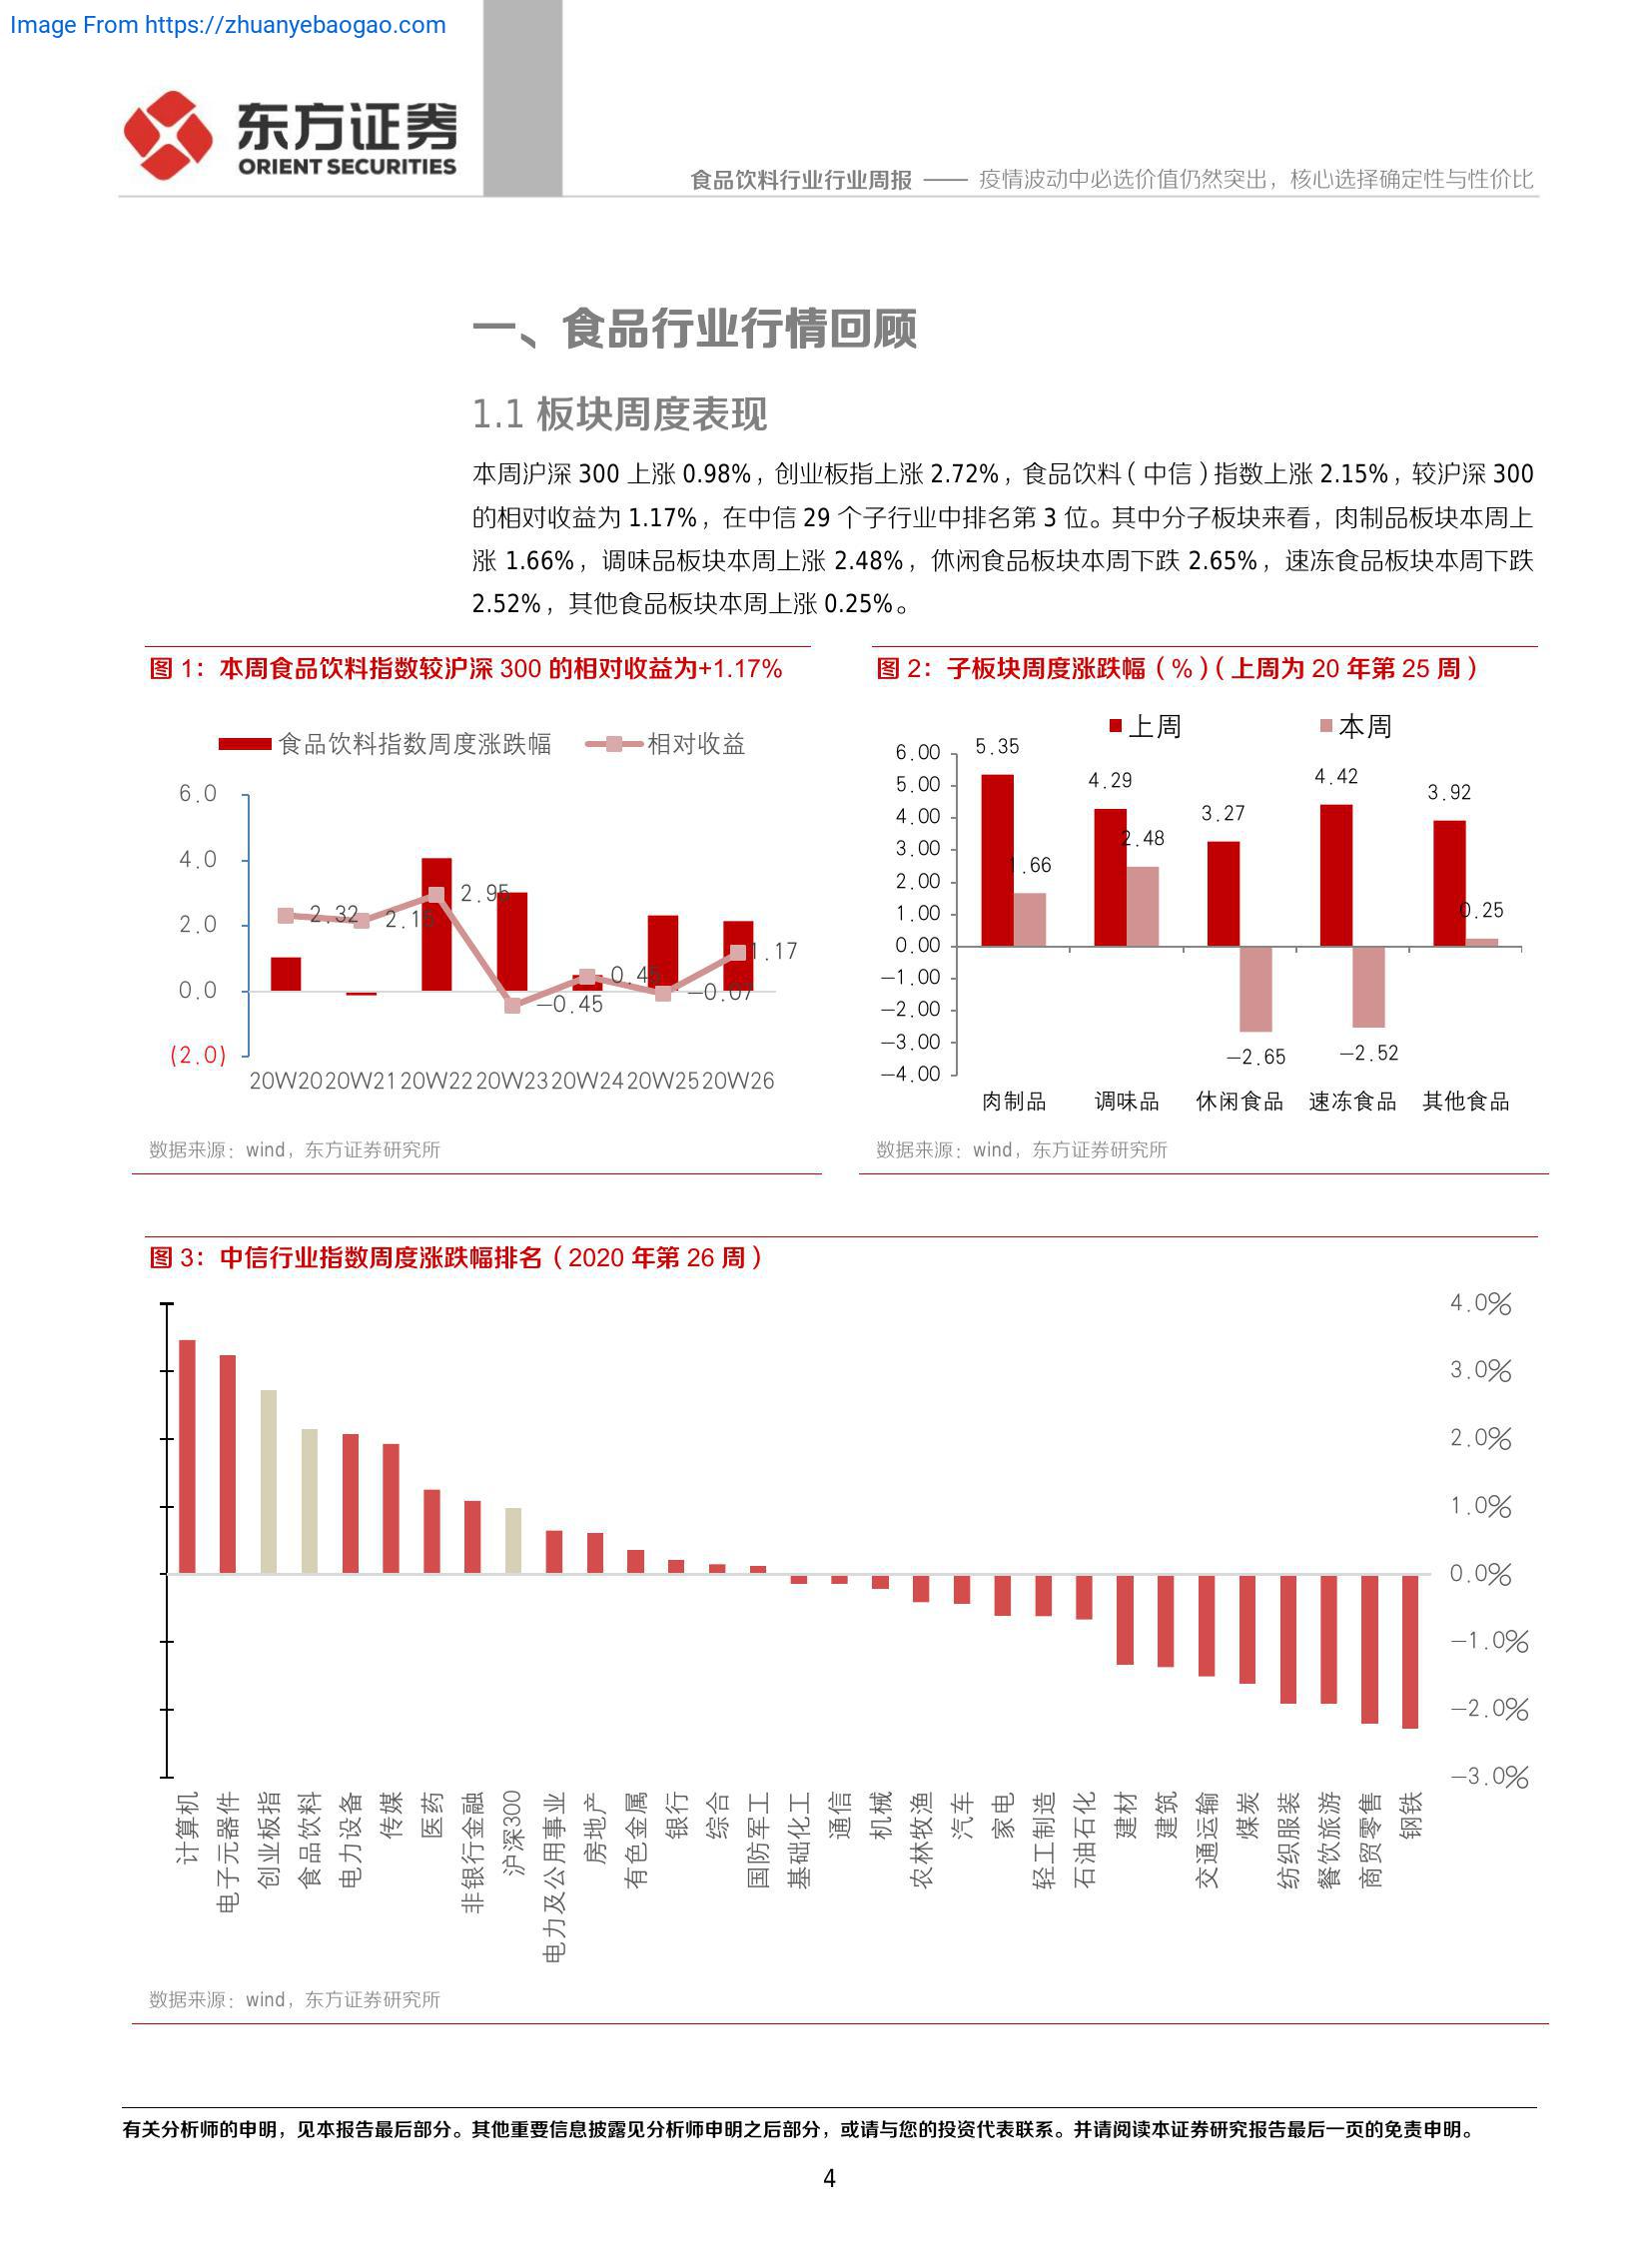 Image From https://zhuanyebaogao.com
东方证券
ORIENT SECURITIES
食品饮料行业行业周报 —— 疫情波动中必选价值仍然突出，核心选择确定性与性价比
一、食品行业行情回顾
1.1 板块周度表现
本周沪深 300 上涨 0.98%，创业板指上涨 2.72%，食品饮料（中信）指数上涨 2.15%，较沪深 300
的相对收益为 1.17%，在中信 29 个子行业中排名第 3 位。其中分子板块来看，肉制品板块本周上
涨 1.66%，调味品板块本周上涨 2.48%，休闲食品板块本周下跌 2.65%，速冻食品板块本周下跌
2.52%，其他食品板块本周上涨 0.25%。
图 1：本周食品饮料指数较沪深 300 的相对收益为+1.17%
食品饮料指数周度涨跌幅 相对收益
6.0
4.0
2.0
0.0
(2.0)
2.32
2.15
2.95
-0.45
0.45
-0.07
1.17
20W20 20W21 20W22 20W23 20W24 20W25 20W26
数据来源：wind，东方证券研究所
图 2：子板块周度涨跌幅（%）（上周为 20 年第 25 周）
上周 本周
6.00
5.00
4.00
3.00
2.00
1.00
0.00
-1.00
-2.00
-3.00
-4.00
5.35
1.66
4.29
2.48
3.27
-2.65
4.42
-2.52
3.92
0.25
肉制品 调味品 休闲食品 速冻食品 其他食品
数据来源：wind，东方证券研究所
图 3：中信行业指数周度涨跌幅排名（2020 年第 26 周）
4.0%
3.0%
2.0%
1.0%
0.0%
-1.0%
-2.0%
-3.0%
计算机
电子元器件
创业板指
食品饮料
电力设备
传媒
医药
非银行金融
沪深300
电力及公用事业
房地产
有色金属
银行
综合
国防军工
基础化工
通信
机械
农林牧渔
汽车
家电
轻工制造
石油石化
建材
建筑
交通运输
煤炭
纺织服装
餐饮旅游
商贸零售
钢铁
数据来源：wind，东方证券研究所
有关分析师的申明，见本报告最后部分。其他重要信息披露见分析师申明之后部分，或请与您的投资代表联系。并请阅读本证券研究报告最后一页的免责申明。
4